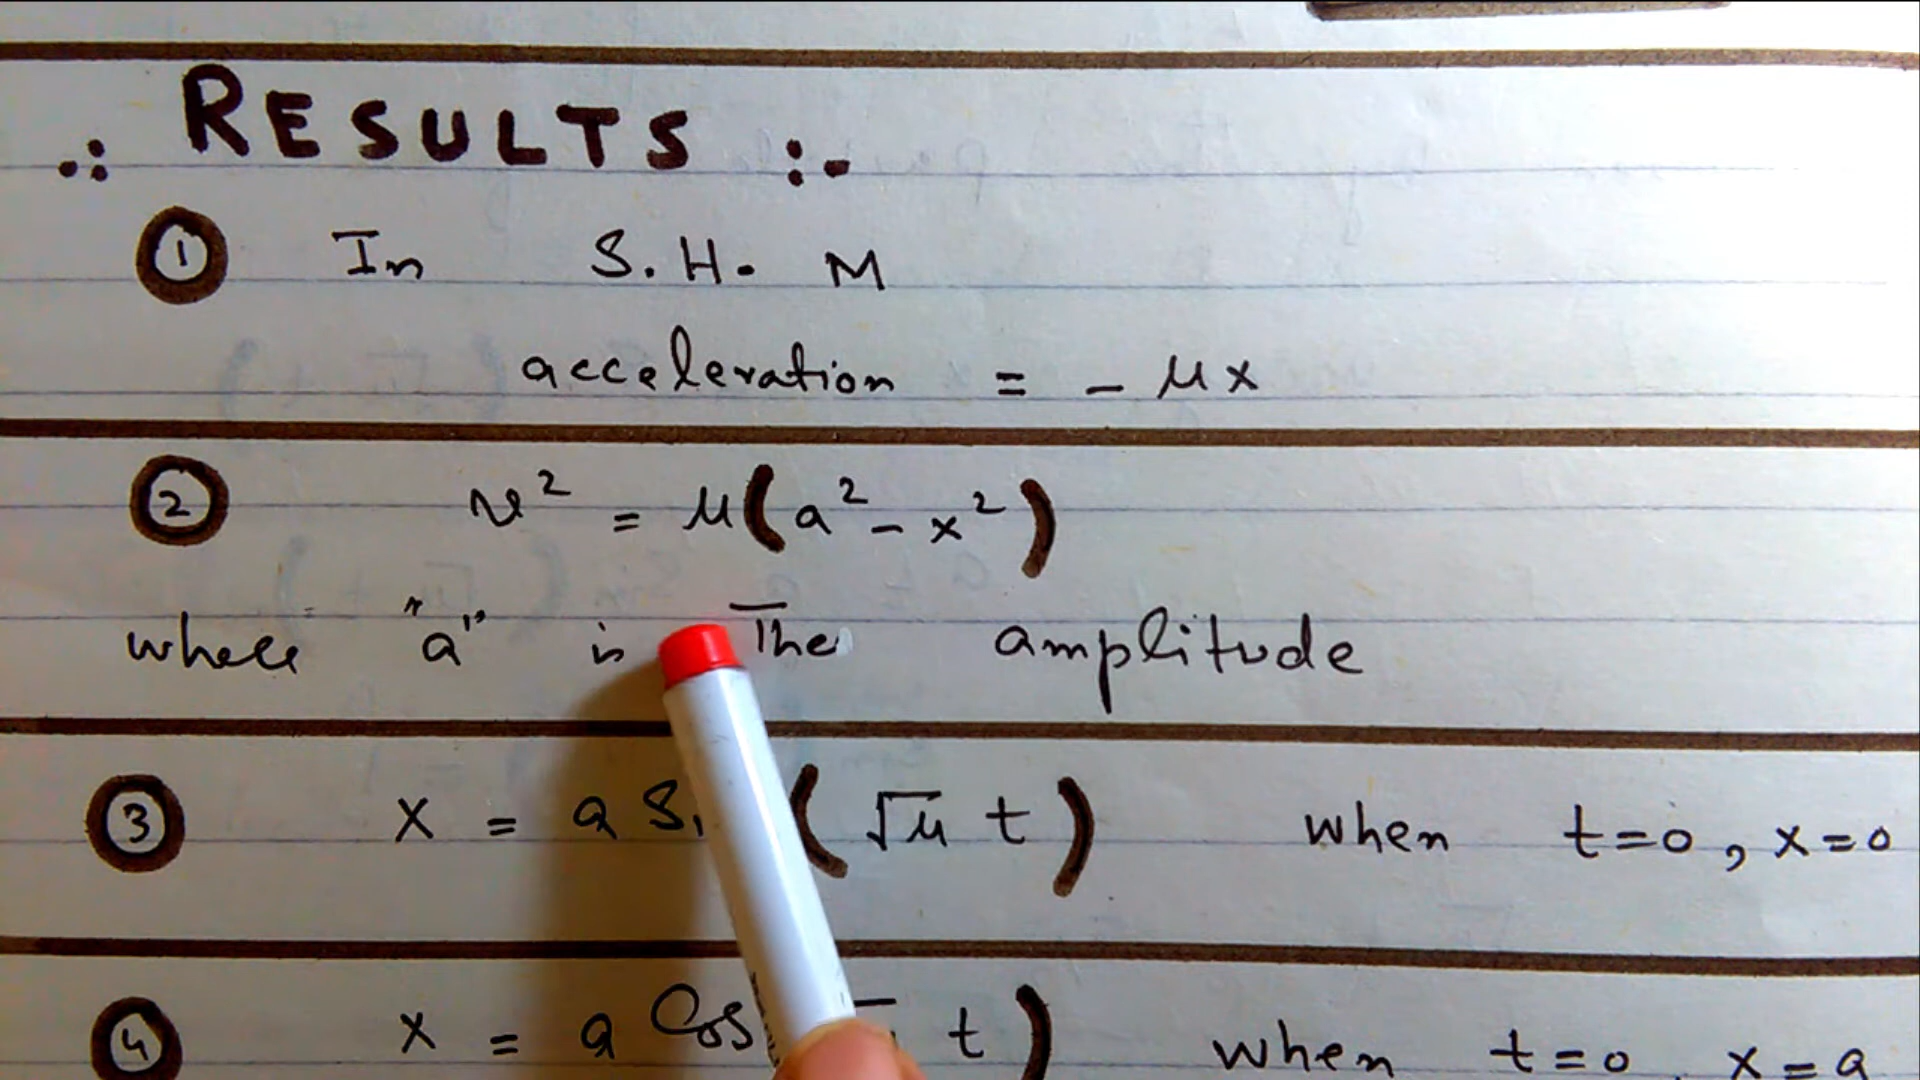 ∴ RESULTS :-
① In S.H.M
acceleration = - μx
② v² = μ(a² - x²)
where "a" is The amplitude
③ x = a (√μ t) when t=0, x=0
④ x = a Cos t) when t=0, x=a